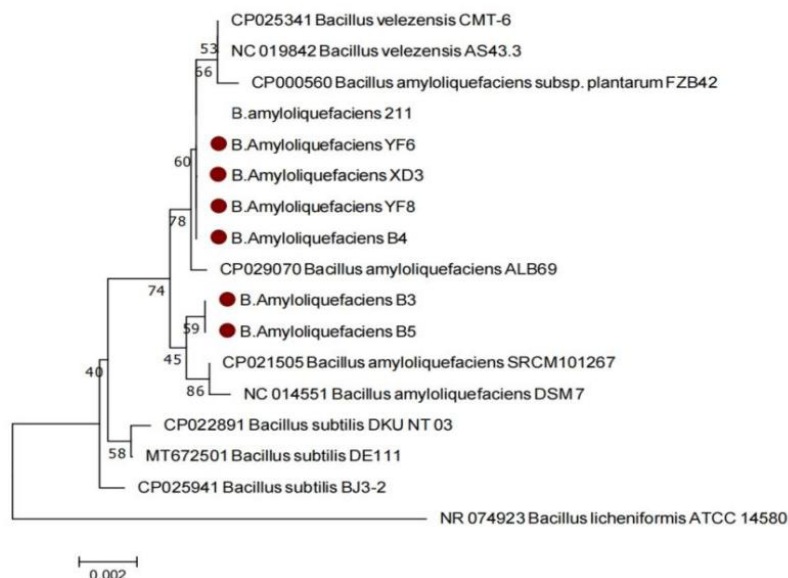 CP025341 Bacillus velezensis CMT-6
53
NC 019842 Bacillus velezensis AS43.3
66
CP000560 Bacillus amyloliquefaciens subsp. plantarum FZB42
B.amyloliquefaciens 211
B.Amyloliquefaciens YF6
60
B.Amyloliquefaciens XD3
B.Amyloliquefaciens YF8
78
B.Amyloliquefaciens B4
CP029070 Bacillus amyloliquefaciens ALB69
74
B.Amyloliquefaciens B3
59
B.Amyloliquefaciens B5
45
CP021505 Bacillus amyloliquefaciens SRCM101267
40
86
NC 014551 Bacillus amyloliquefaciens DSM 7
CP022891 Bacillus subtilis DKU NT 03
58
MT672501 Bacillus subtilis DE111
CP025941 Bacillus subtilis BJ3-2
NR 074923 Bacillus licheniformis ATCC 14580
0.002